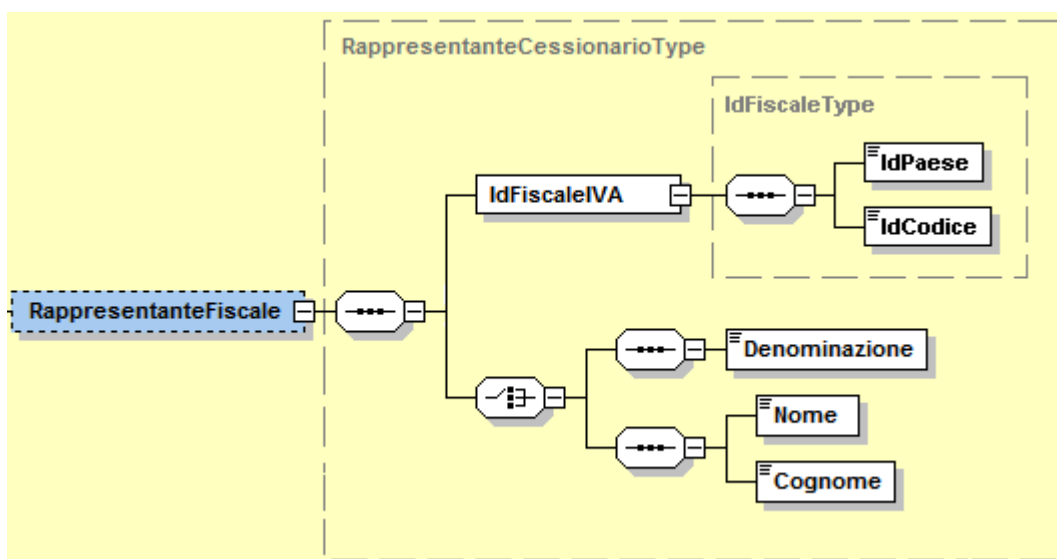 RappresentanteCessionarioType
IdFiscaleType
IdPaese
IdFiscaleIVA
IdCodice
RappresentanteFiscale
Denominazione
Nome
Cognome